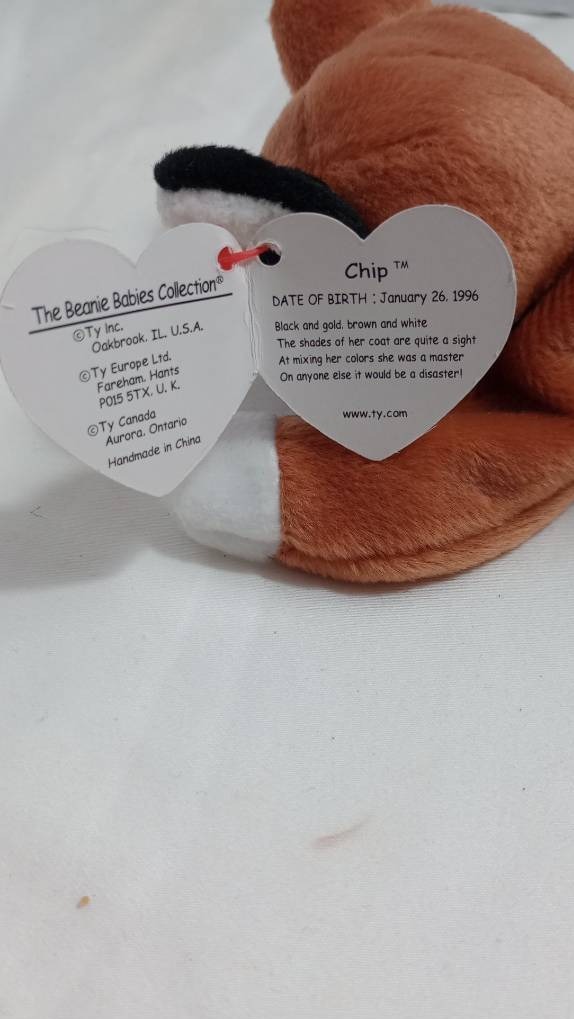 The Beanie Babies Collection®
©Ty Inc.
Oakbrook, IL. U.S.A.
©Ty Europe Ltd.
Fareham, Hants
PO15 5TX, U. K.
©Ty Canada
Aurora, Ontario
Handmade in China
Chip ™
DATE OF BIRTH : January 26, 1996
Black and gold, brown and white
The shades of her coat are quite a sight
At mixing her colors she was a master
On anyone else it would be a disaster!
www.ty.com